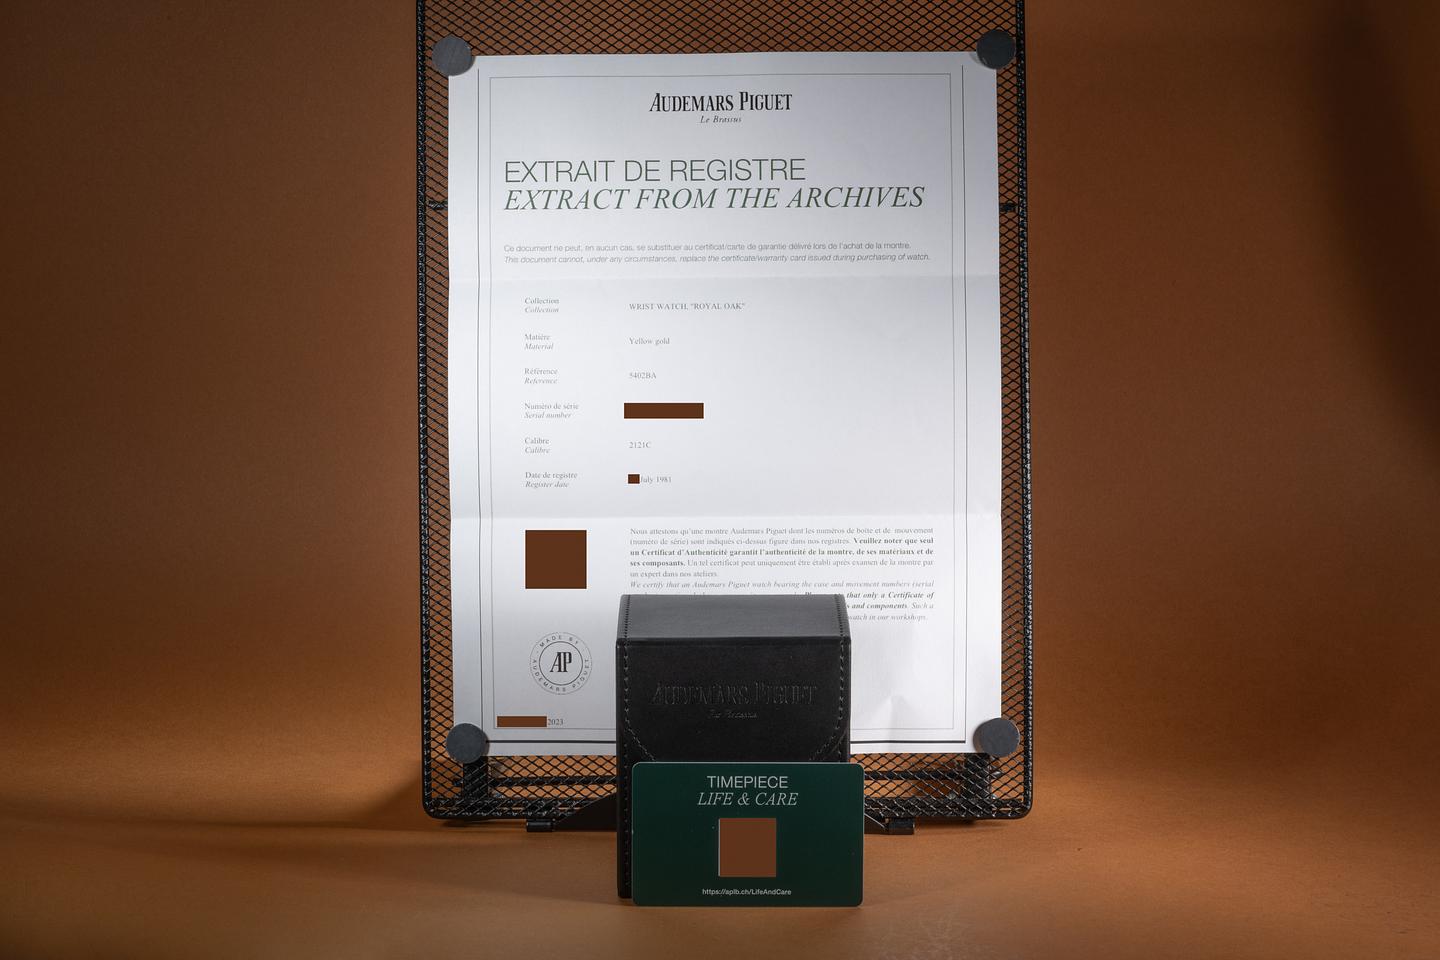 AUDEMARS PIGUET
Le Brassus
EXTRAIT DE REGISTRE
EXTRACT FROM THE ARCHIVES
Ce document ne peut, en aucun cas, se substituer au certificat/carte de garantie délivré lors de l'achat de la montre.
This document cannot, under any circumstances, replace the certificate/warranty card issued during purchasing of watch.
Collection
Collection
WRIST WATCH, "ROYAL OAK"
Matière
Material
Yellow gold
Référence
Reference
5402BA
Numéro de série
Serial number
Calibre
Calibre
2121C
Date de registre
Register date
July 1981
Nous attestons qu'une montre Audemars Piguet dont les numéros de boîte et de mouvement
(numéro de série) sont indiqués ci-dessus figure dans nos registres. Veuillez noter que seul
un Certificat d'Authenticité garantit l'authenticité de la montre, de ses matériaux et de
ses composants. Un tel certificat peut uniquement être établi après examen de la montre par
un expert dans nos ateliers.
We certify that an Audemars Piguet watch bearing the case and movement numbers (serial
that only a Certificate of
and components. Such a
watch in our workshops.
MADE BY
AP
AUDEMARS PIGUET
2023
AUDEMARS PIGUET
Le Brassus
TIMEPIECE
LIFE & CARE
https://aplb.ch/LifeAndCare